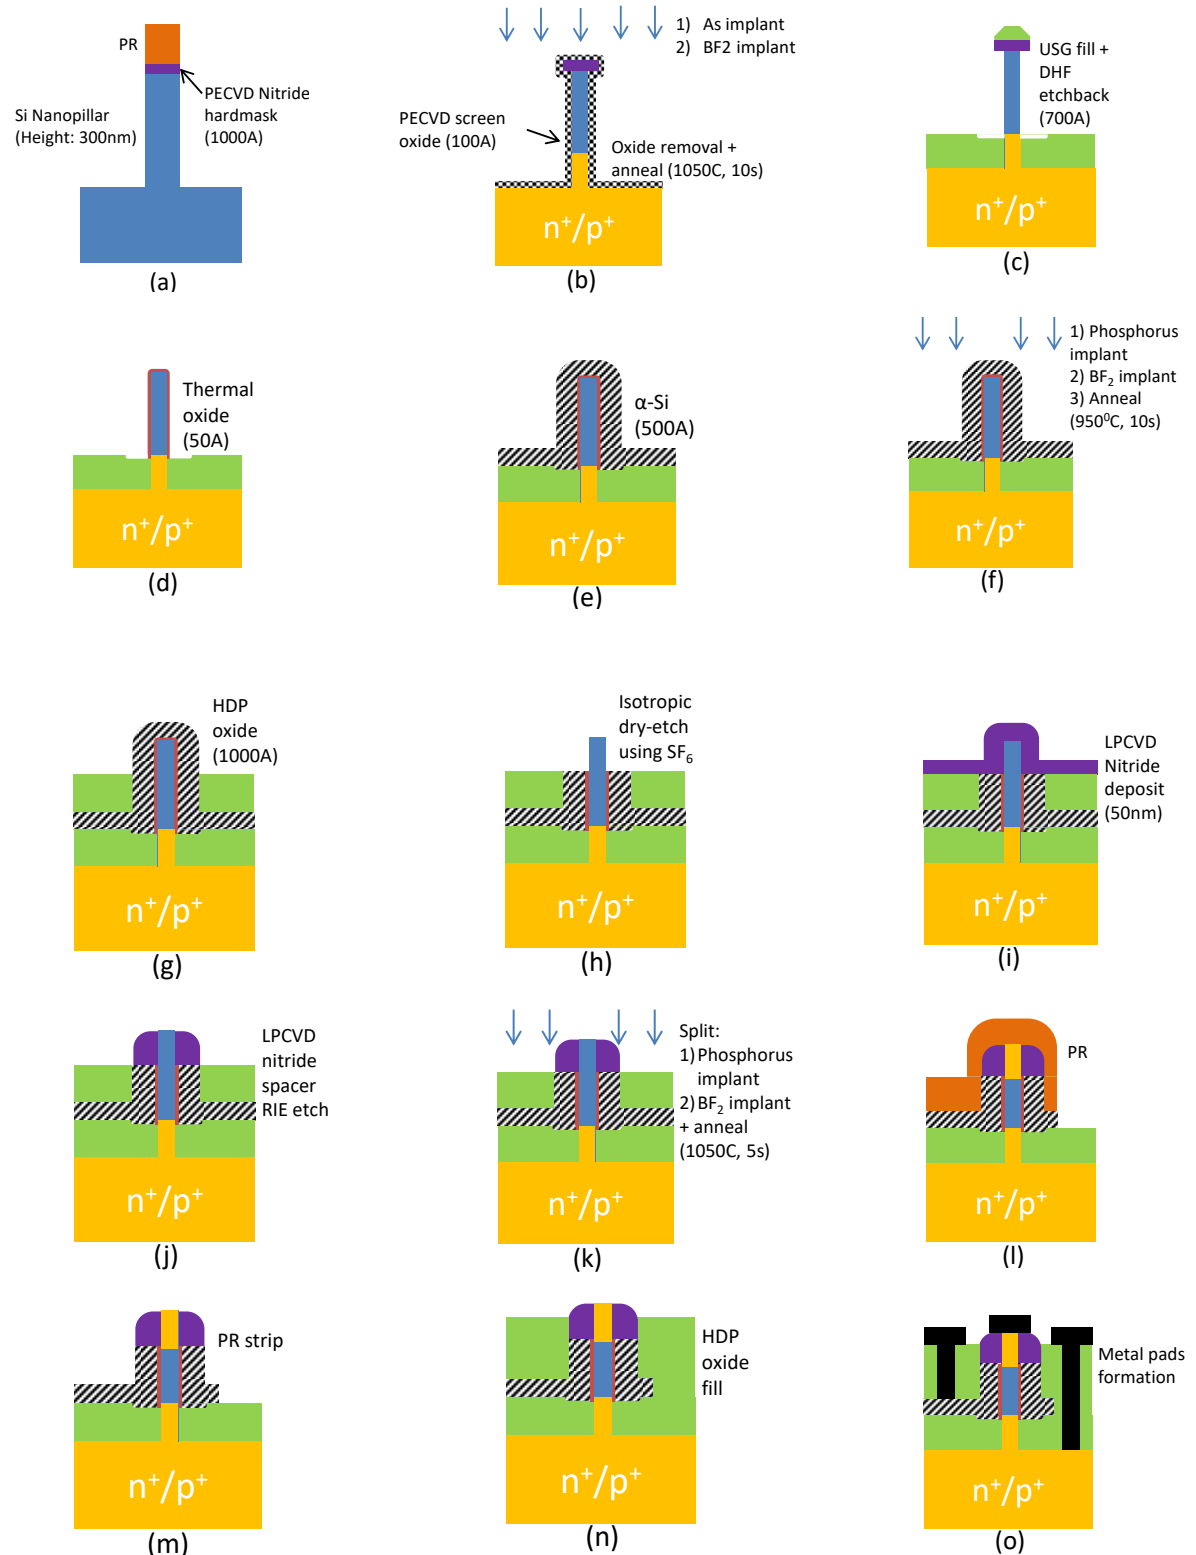 PR
PECVD Nitride
hardmask
(1000A)
Si Nanopillar
(Height: 300nm)
(a)
1) As implant
2) BF2 implant
PECVD screen
oxide (100A)
Oxide removal +
anneal (1050C, 10s)
n⁺/p⁺
(b)
USG fill +
DHF
etchback
(700A)
n⁺/p⁺
(c)
Thermal
oxide
(50A)
n⁺/p⁺
(d)
α-Si
(500A)
n⁺/p⁺
(e)
1) Phosphorus
implant
2) BF₂ implant
3) Anneal
(950⁰C, 10s)
n⁺/p⁺
(f)
HDP
oxide
(1000A)
n⁺/p⁺
(g)
Isotropic
dry-etch
using SF₆
n⁺/p⁺
(h)
LPCVD
Nitride
deposit
(50nm)
n⁺/p⁺
(i)
LPCVD
nitride
spacer
RIE etch
n⁺/p⁺
(j)
Split:
1) Phosphorus
implant
2) BF₂ implant
+ anneal
(1050C, 5s)
n⁺/p⁺
(k)
PR
n⁺/p⁺
(l)
PR strip
n⁺/p⁺
(m)
HDP
oxide
fill
n⁺/p⁺
(n)
Metal pads
formation
n⁺/p⁺
(o)